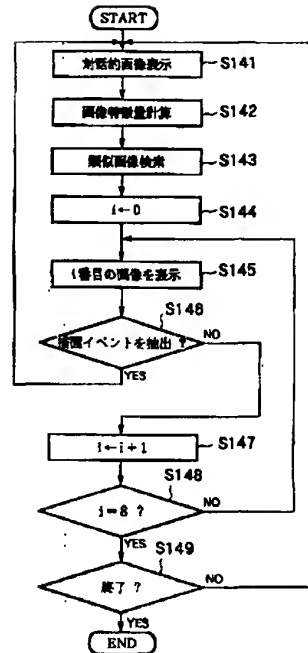 START
対話的画像表示
S141
画像特徴量計算
S142
類似画像検索
S143
i←0
S144
i番目の画像を表示
S145
S146
画面イベントを抽出 ?
NO
YES
i←i+1
S147
S148
i=8 ?
NO
YES
S149
終了 ?
NO
YES
END